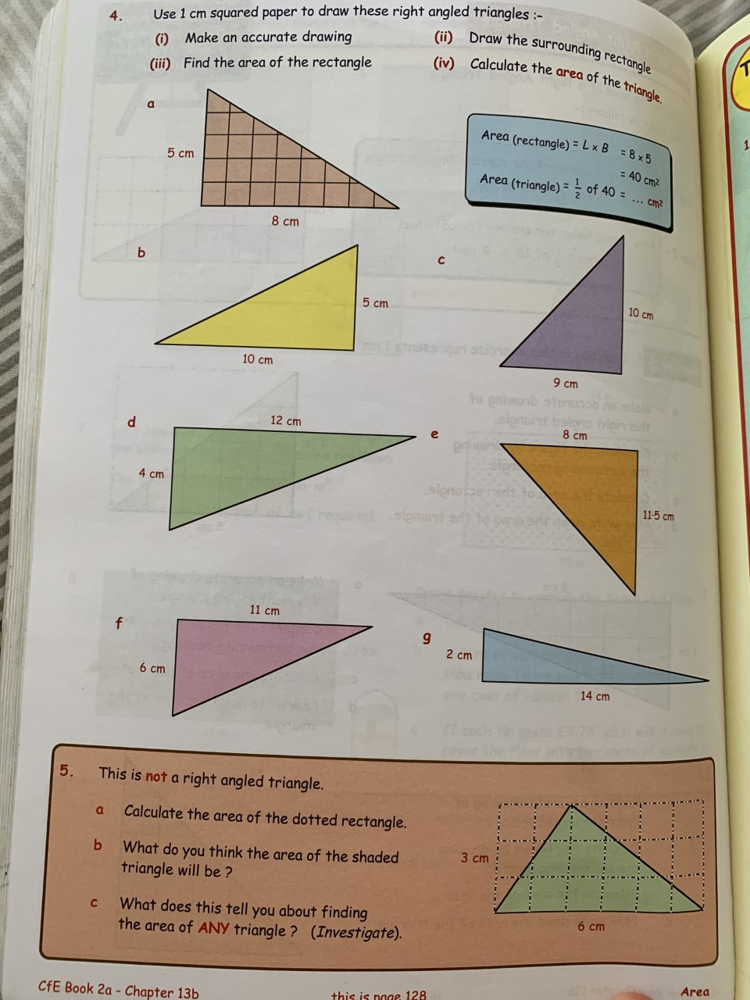 4. Use 1 cm squared paper to draw these right angled triangles :-
(i) Make an accurate drawing (ii) Draw the surrounding rectangle
(iii) Find the area of the rectangle (iv) Calculate the area of the triangle.
a
5 cm
8 cm
Area (rectangle) = L x B = 8 x 5
= 40 cm²
Area (triangle) = 1/2 of 40 = ... cm²
b
5 cm
10 cm
c
10 cm
9 cm
d
12 cm
4 cm
e
8 cm
11·5 cm
f
11 cm
6 cm
g
2 cm
14 cm
5. This is not a right angled triangle.
a Calculate the area of the dotted rectangle.
b What do you think the area of the shaded
triangle will be ?
c What does this tell you about finding
the area of ANY triangle ? (Investigate).
3 cm
6 cm
CfE Book 2a - Chapter 13b this is page 128 Area